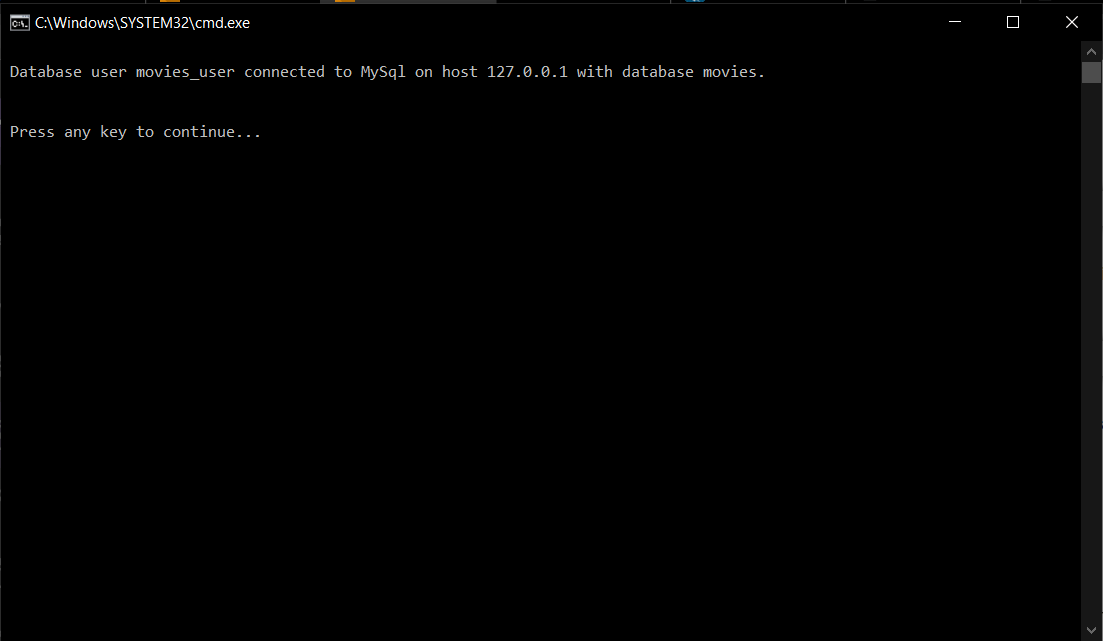 C:\Windows\SYSTEM32\cmd.exe
Database user movies_user connected to MySql on host 127.0.0.1 with database movies.
Press any key to continue...